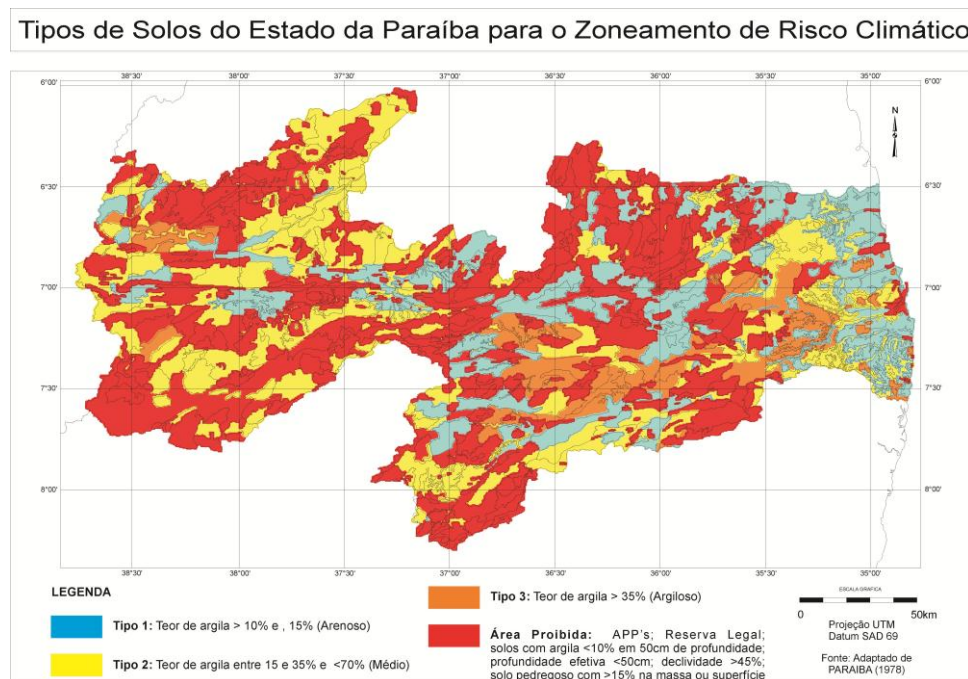 Tipos de Solos do Estado da Paraíba para o Zoneamento de Risco Climático
38°30' 38°00' 37°30' 37°00' 36°30' 36°00' 35°30' 35°00'
6°00' 6°00'
N
6°30' 6°30'
7°00' 7°00'
7°30' 7°30'
8°00' 8°00'
38°30' 38°00' 37°30' 37°00' 36°30' 36°00' 35°30' 35°00'
LEGENDA
Tipo 1: Teor de argila > 10% e , 15% (Arenoso)
Tipo 2: Teor de argila entre 15 e 35% e <70% (Médio)
Tipo 3: Teor de argila > 35% (Argiloso)
Área Proibida: APP's; Reserva Legal;
solos com argila <10% em 50cm de profundidade;
profundidade efetiva <50cm; declividade >45%;
solo pedregoso com >15% na massa ou superfície
ESCALA GRAFICA
0 50km
Projeção UTM
Datum SAD 69
Fonte: Adaptado de
PARAIBA (1978)